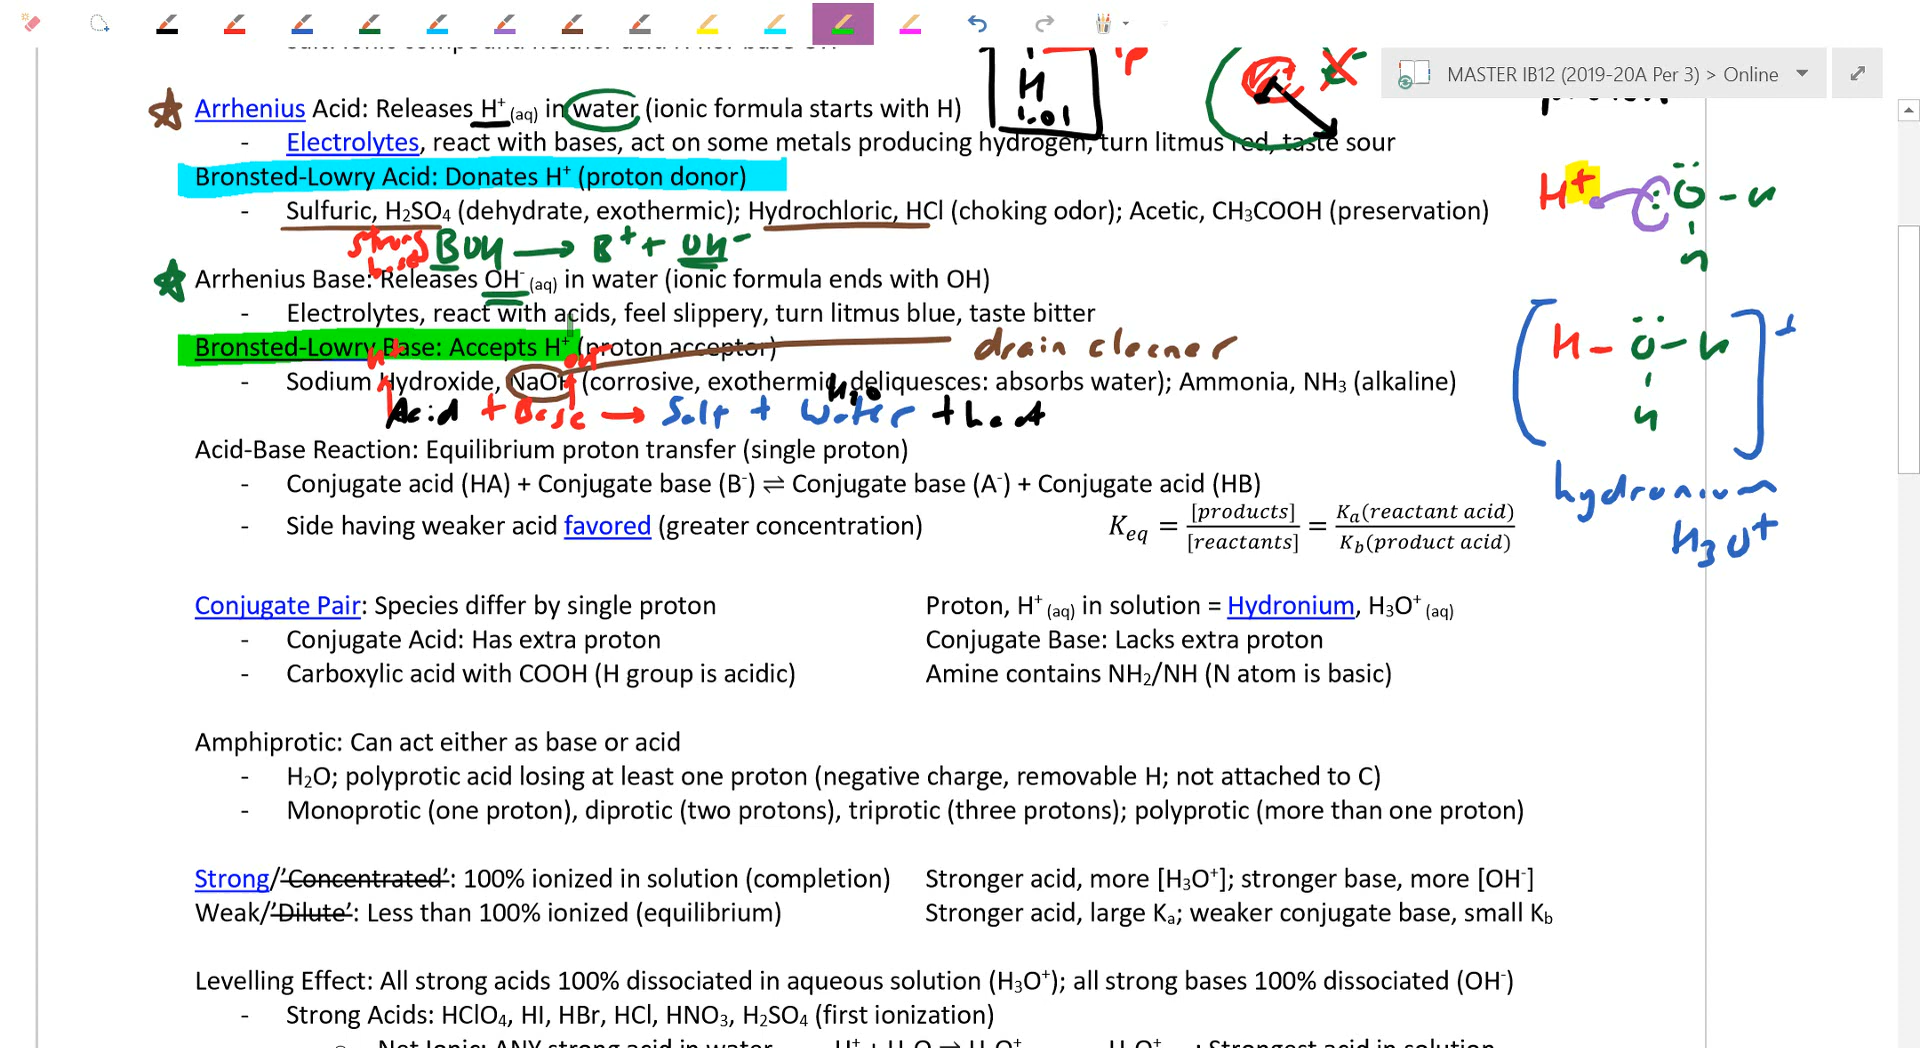 MASTER IB12 (2019-20A Per 3) > Online
H
1.01
Arrhenius Acid: Releases H⁺ (aq) in water (ionic formula starts with H)
- Electrolytes, react with bases, act on some metals producing hydrogen, turn litmus red, taste sour
Bronsted-Lowry Acid: Donates H⁺ (proton donor)
- Sulfuric, H₂SO₄ (dehydrate, exothermic); Hydrochloric, HCl (choking odor); Acetic, CH₃COOH (preservation)
H⁺ :Ö - H
H
strong base BOH → B⁺ + OH⁻
Arrhenius Base: Releases OH⁻ (aq) in water (ionic formula ends with OH)
- Electrolytes, react with acids, feel slippery, turn litmus blue, taste bitter
Bronsted-Lowry Base: Accepts H⁺ (proton acceptor)
drain cleaner
[H - Ö - H]⁺
H
- Sodium Hydroxide, NaOH (corrosive, exothermic, deliquesces: absorbs water); Ammonia, NH₃ (alkaline)
H⁺ OH⁻ H₂O
Acid + Base → Salt + Water + heat
Acid-Base Reaction: Equilibrium proton transfer (single proton)
- Conjugate acid (HA) + Conjugate base (B⁻) ⇌ Conjugate base (A⁻) + Conjugate acid (HB)
- Side having weaker acid favored (greater concentration)
Keq = [products]/[reactants] = Ka(reactant acid)/Kb(product acid)
hydronium
H₃O⁺
Conjugate Pair: Species differ by single proton
Proton, H⁺ (aq) in solution = Hydronium, H₃O⁺ (aq)
- Conjugate Acid: Has extra proton
Conjugate Base: Lacks extra proton
- Carboxylic acid with COOH (H group is acidic)
Amine contains NH₂/NH (N atom is basic)
Amphiprotic: Can act either as base or acid
- H₂O; polyprotic acid losing at least one proton (negative charge, removable H; not attached to C)
- Monoprotic (one proton), diprotic (two protons), triprotic (three protons); polyprotic (more than one proton)
Strong/'Concentrated': 100% ionized in solution (completion)
Stronger acid, more [H₃O⁺]; stronger base, more [OH⁻]
Weak/'Dilute': Less than 100% ionized (equilibrium)
Stronger acid, large Ka; weaker conjugate base, small Kb
Levelling Effect: All strong acids 100% dissociated in aqueous solution (H₃O⁺); all strong bases 100% dissociated (OH⁻)
- Strong Acids: HClO₄, HI, HBr, HCl, HNO₃, H₂SO₄ (first ionization)